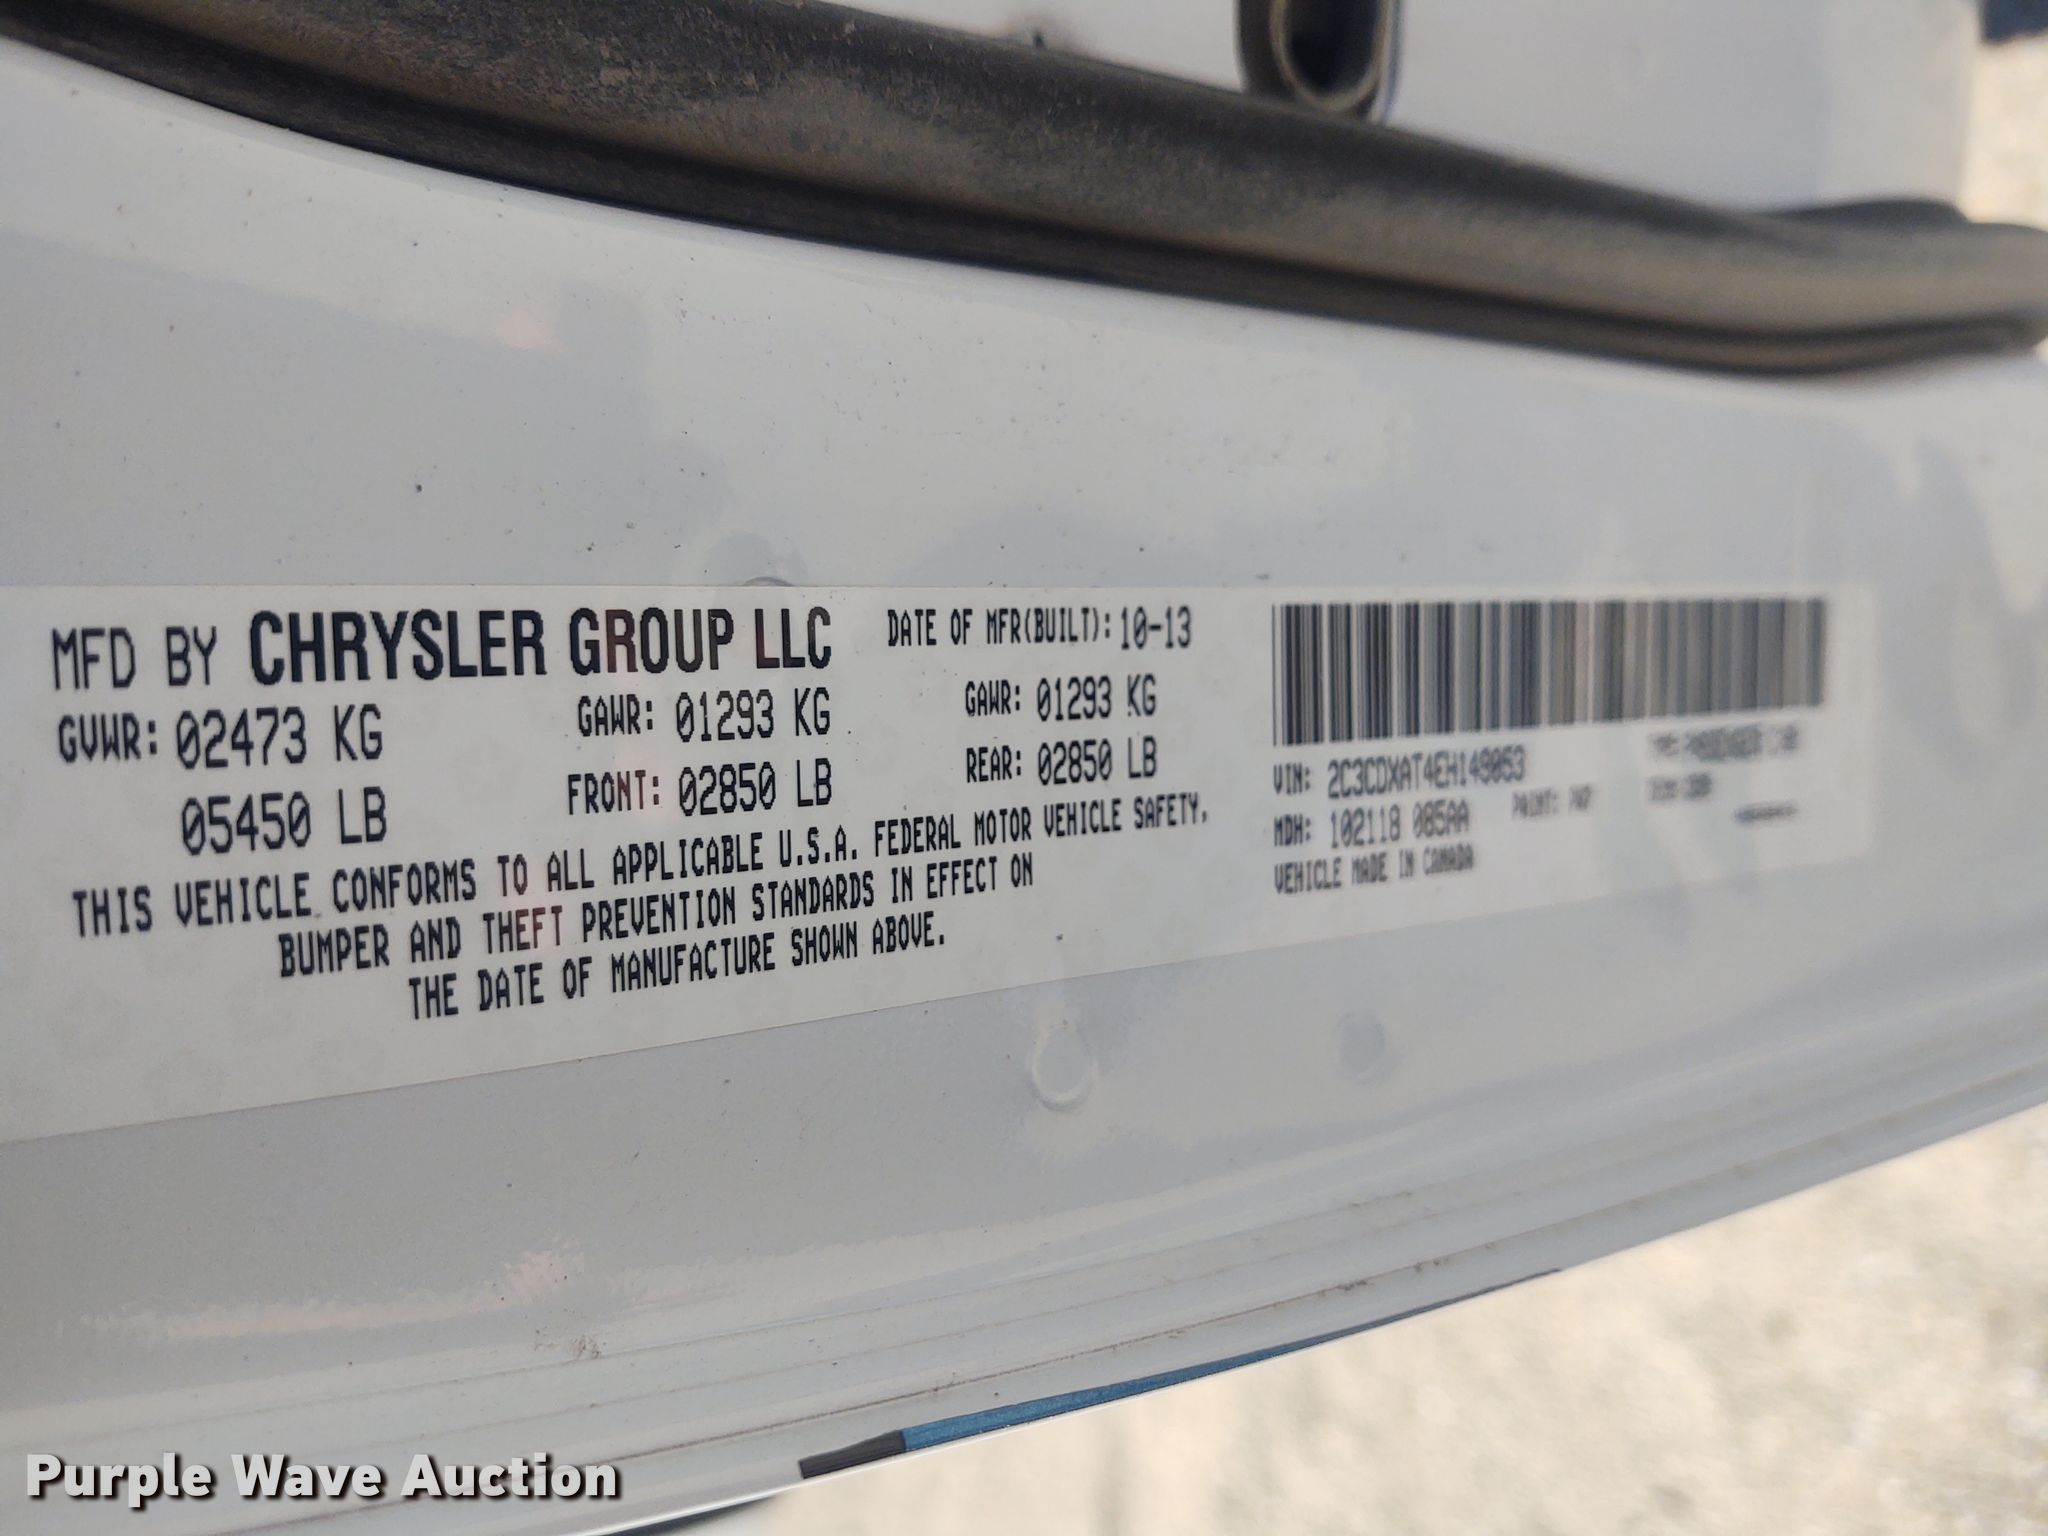 MFD BY CHRYSLER GROUP LLC DATE OF MFR(BUILT): 10-13
GVWR: 02473 KG GAWR: 01293 KG GAWR: 01293 KG
05450 LB FRONT: 02850 LB REAR: 02850 LB
THIS VEHICLE CONFORMS TO ALL APPLICABLE U.S.A. FEDERAL MOTOR VEHICLE SAFETY,
BUMPER AND THEFT PREVENTION STANDARDS IN EFFECT ON
THE DATE OF MANUFACTURE SHOWN ABOVE.
VIN: 2C3CDXAT4EH149053
MDH: 102118 085AA PAINT:
VEHICLE MADE IN CANADA
Purple Wave Auction